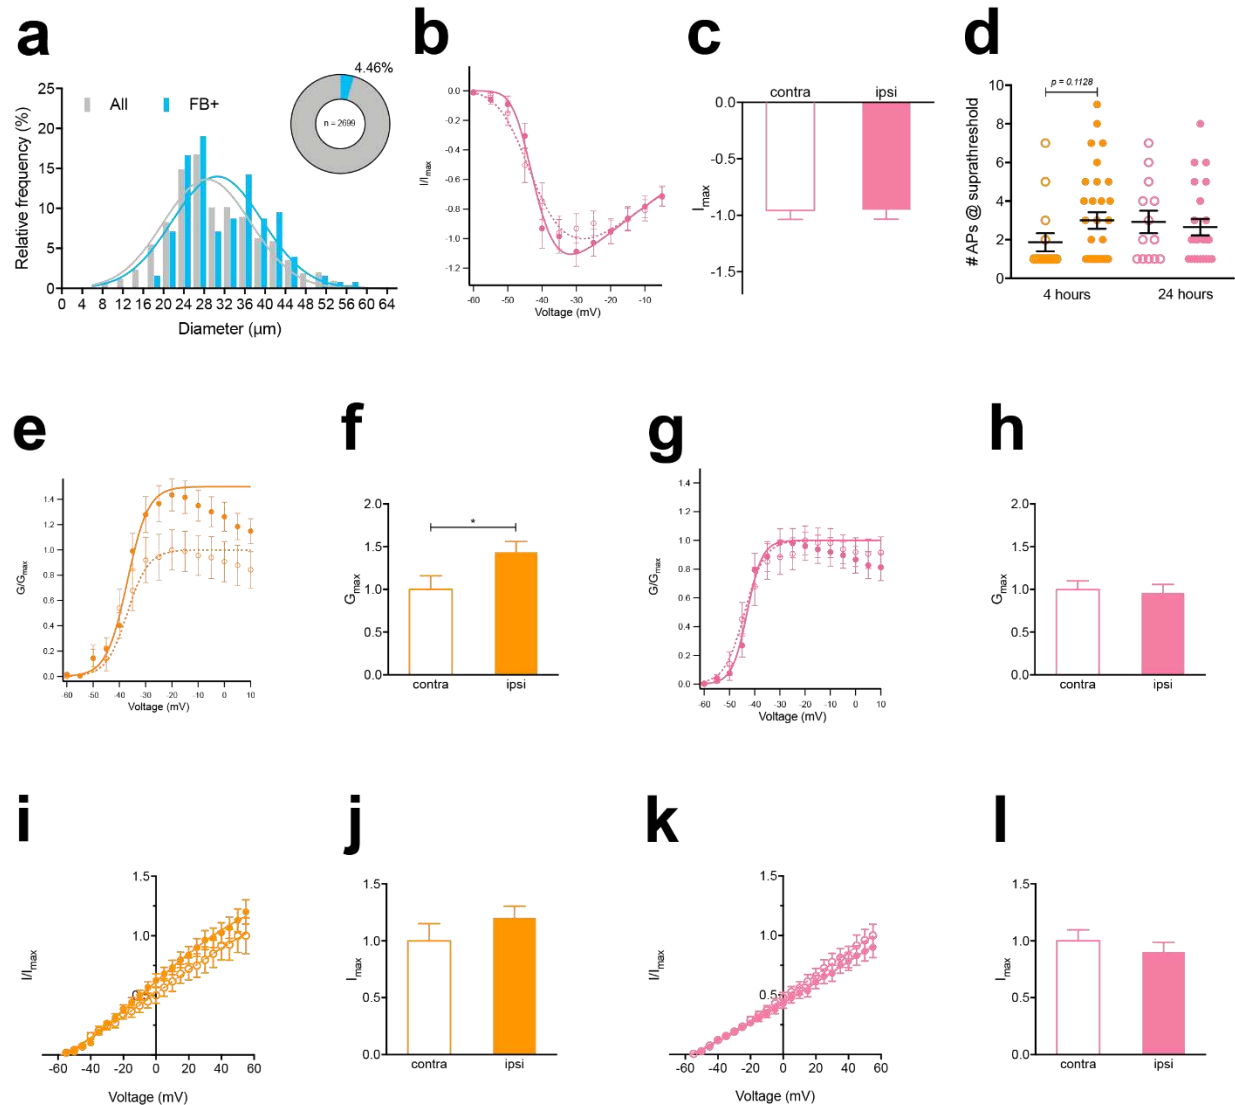 a
b
c
d
4.46%
n = 2699
All
FB+
Relative frequency (%)
25
20
15
10
5
0
0 4 8 12 16 20 24 28 32 36 40 44 48 52 56 60 64
Diameter (µm)
I/Imax
0.0
-0.2
-0.4
-0.6
-0.8
-1.0
-1.2
-60 -50 -40 -30 -20 -10
Voltage (mV)
contra ipsi
Imax
0.0
-0.5
-1.0
-1.5
p = 0.1128
# APs @ suprathreshold
10
8
6
4
2
0
4 hours 24 hours
e
f
g
h
G/Gmax
1.4
1.2
1.0
0.8
0.6
0.4
0.2
0.0
-60 -50 -40 -30 -20 -10 0 10
Voltage (mV)
*
Gmax
2.0
1.5
1.0
0.5
0.0
contra ipsi
G/Gmax
1.4
1.2
1.0
0.8
0.6
0.4
0.2
0.0
-60 -50 -40 -30 -20 -10 0 10
Voltage (mV)
Gmax
2.0
1.5
1.0
0.5
0.0
contra ipsi
i
j
k
l
I/Imax
1.5
1.0
0.5
-60 -40 -20 0 20 40 60
Voltage (mV)
Imax
1.5
1.0
0.5
0.0
contra ipsi
I/Imax
1.5
1.0
0.5
-60 -40 -20 0 20 40 60
Voltage (mV)
Imax
1.5
1.0
0.5
0.0
contra ipsi